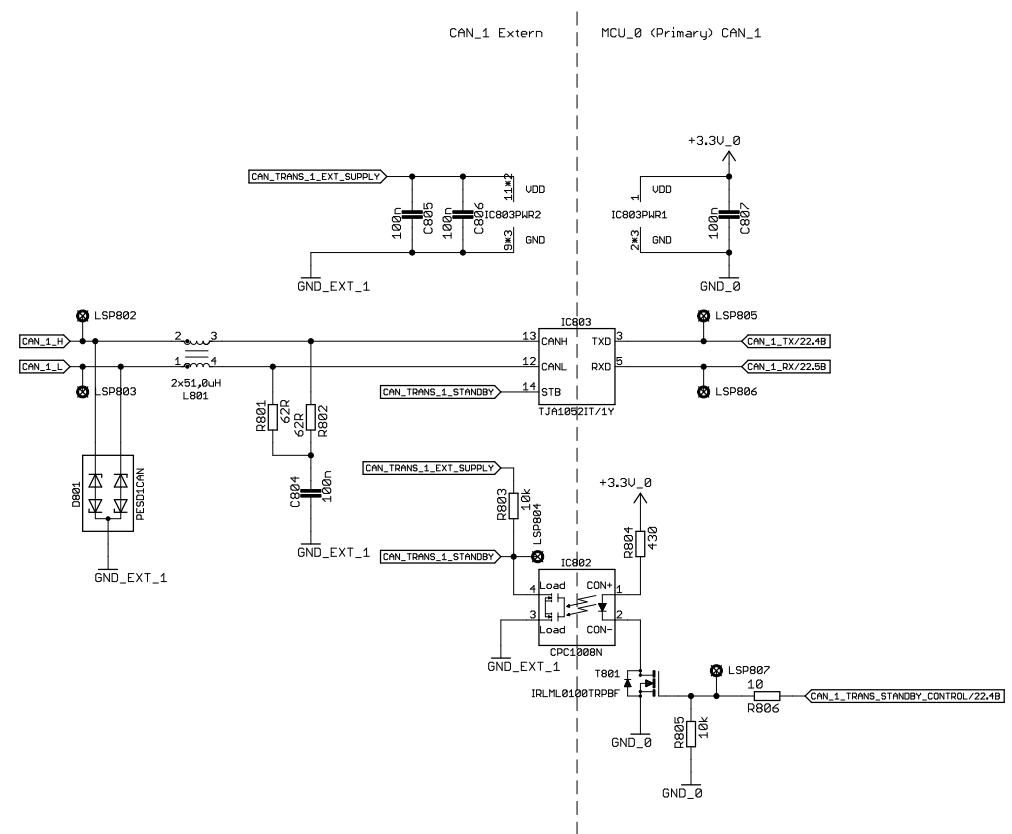 CAN_1 Extern
MCU_0 (Primary) CAN_1
+3.3V_0
CAN_TRANS_1_EXT_SUPPLY
100n
C805
100n
C806
11*2
VDD
IC803PWR2
9*3
GND
1
VDD
IC803PWR1
2*3
GND
100n
C807
GND_EXT_1
GND_0
LSP802
LSP805
CAN_1_H
2
3
13
IC803
CANH
TXD
3
CAN_1_TX/22.4B
CAN_1_L
1
4
12
CANL
RXD
5
CAN_1_RX/22.5B
LSP803
2x51,0uH
L801
CAN_TRANS_1_STANDBY
14
STB
TJA1052IT/1Y
LSP806
R801
62R
62R
R802
CAN_TRANS_1_EXT_SUPPLY
D801
PESD1CAN
C804
100n
R803
10k
LSP804
+3.3V_0
R804
430
GND_EXT_1
CAN_TRANS_1_STANDBY
GND_EXT_1
IC802
4
Load
CON+
1
3
Load
CON-
2
CPC1008N
GND_EXT_1
T801
IRLML0100TRPBF
LSP807
10
R806
CAN_1_TRANS_STANDBY_CONTROL/22.4B
R805
10k
GND_0
GND_0